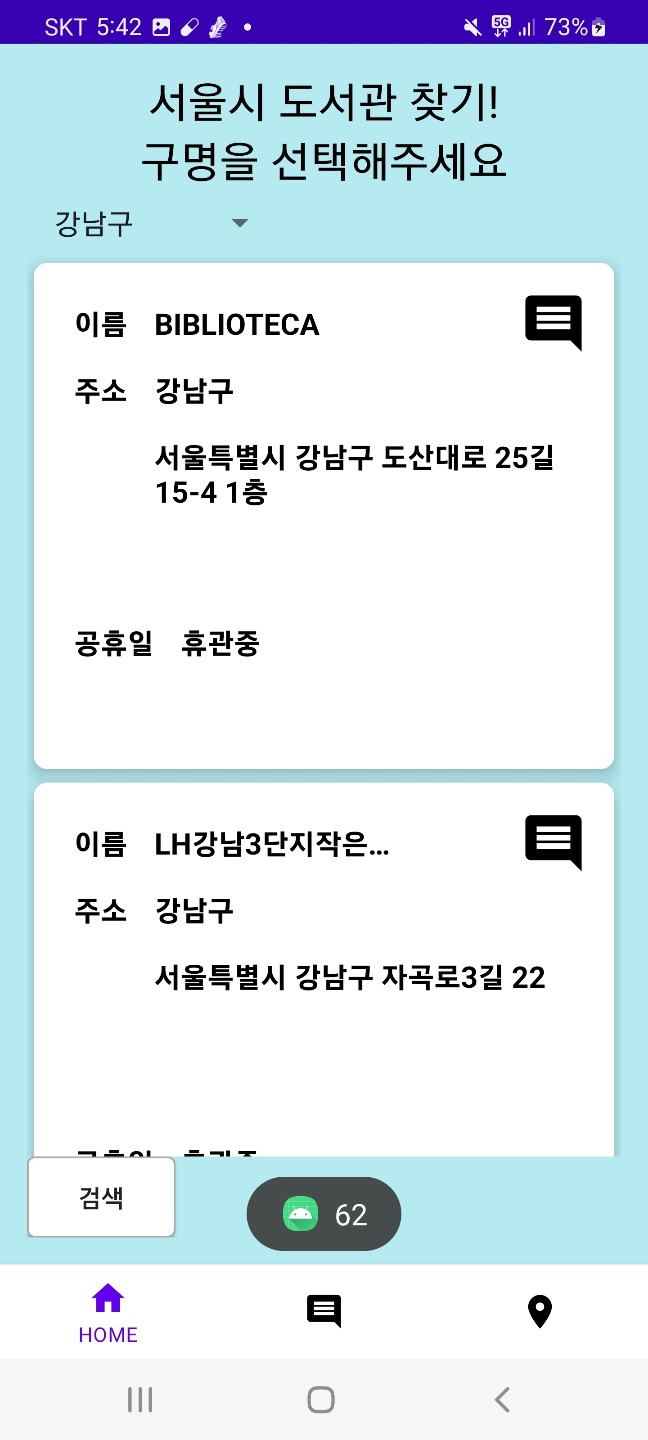 SKT 5:42 5G 73%
서울시 도서관 찾기!
구명을 선택해주세요
강남구
이름 BIBLIOTECA
주소 강남구
서울특별시 강남구 도산대로 25길
15-4 1층
공휴일 휴관중
이름 LH강남3단지작은...
주소 강남구
서울특별시 강남구 자곡로3길 22
검색
62
HOME